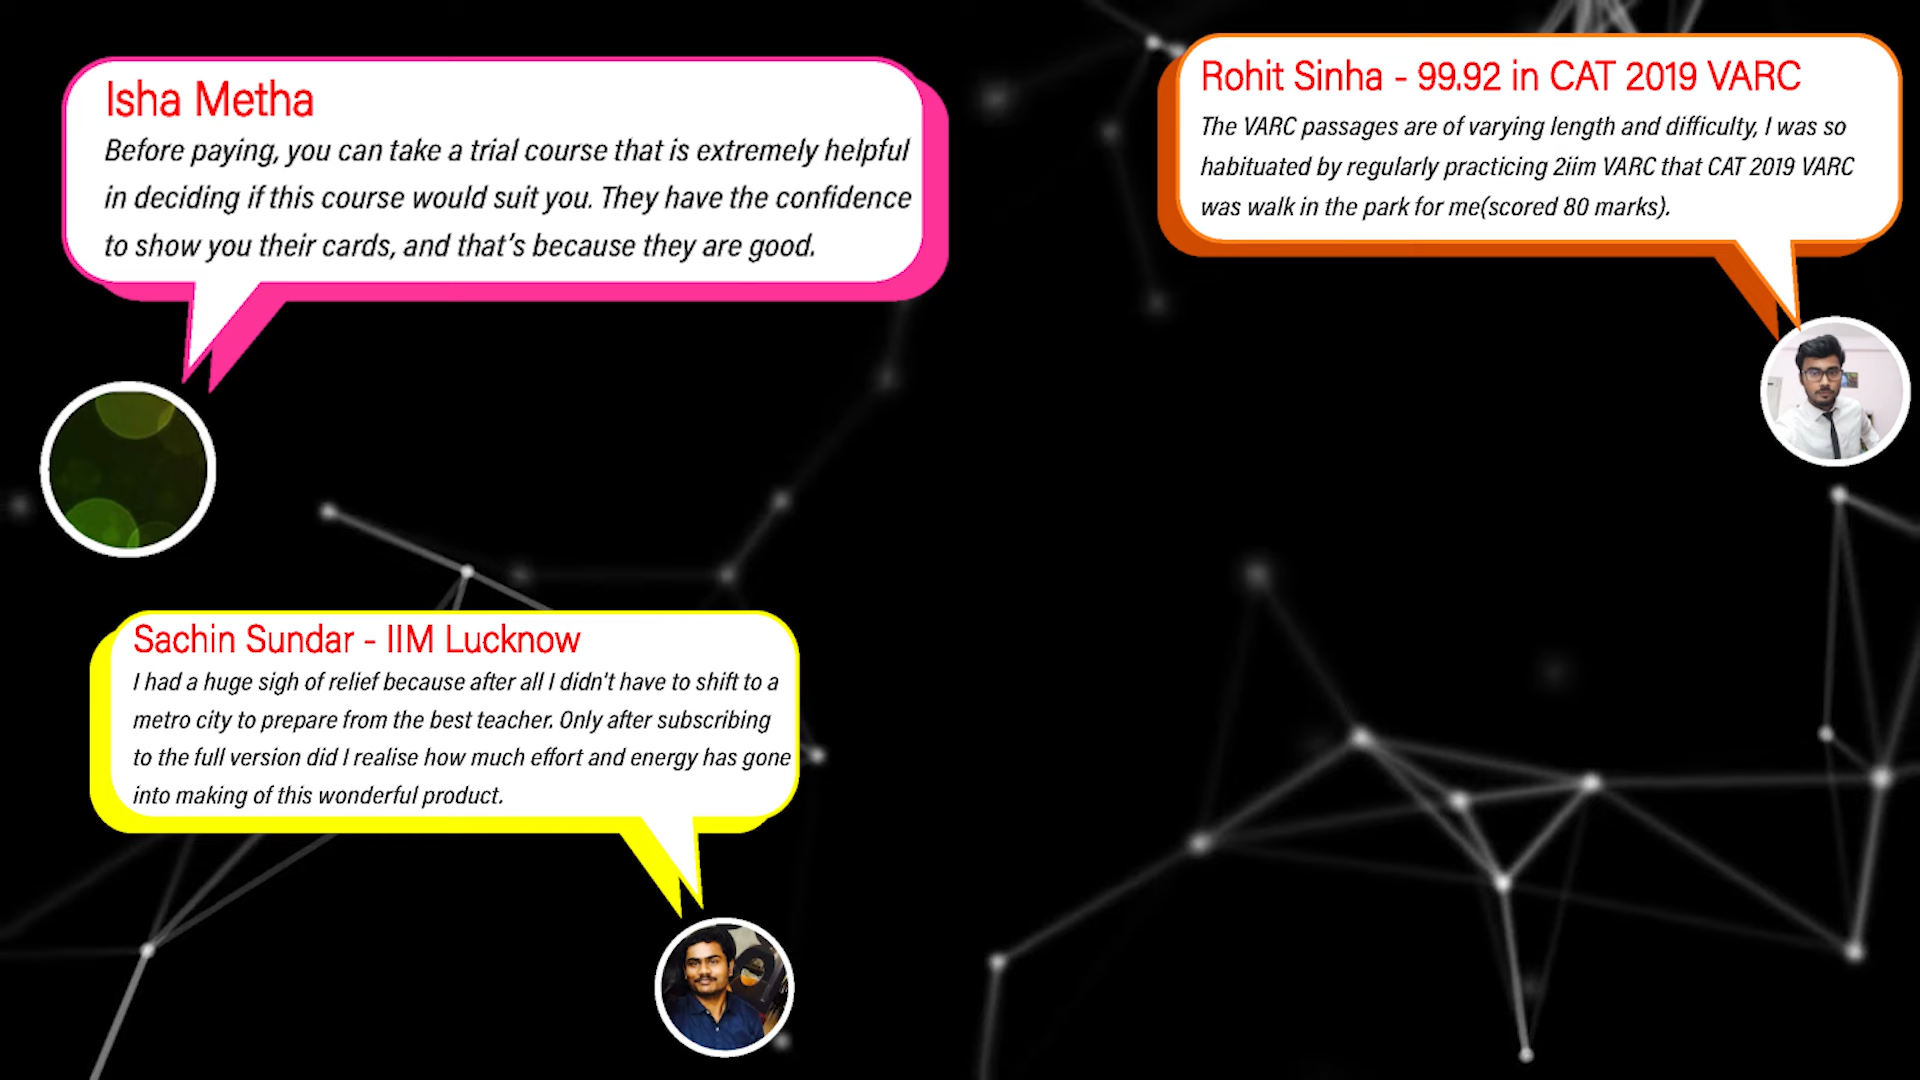 Isha Metha
Before paying, you can take a trial course that is extremely helpful
in deciding if this course would suit you. They have the confidence
to show you their cards, and that's because they are good.
Rohit Sinha - 99.92 in CAT 2019 VARC
The VARC passages are of varying length and difficulty, I was so
habituated by regularly practicing 2iim VARC that CAT 2019 VARC
was walk in the park for me(scored 80 marks).
Sachin Sundar - IIM Lucknow
I had a huge sigh of relief because after all I didn't have to shift to a
metro city to prepare from the best teacher. Only after subscribing
to the full version did I realise how much effort and energy has gone
into making of this wonderful product.